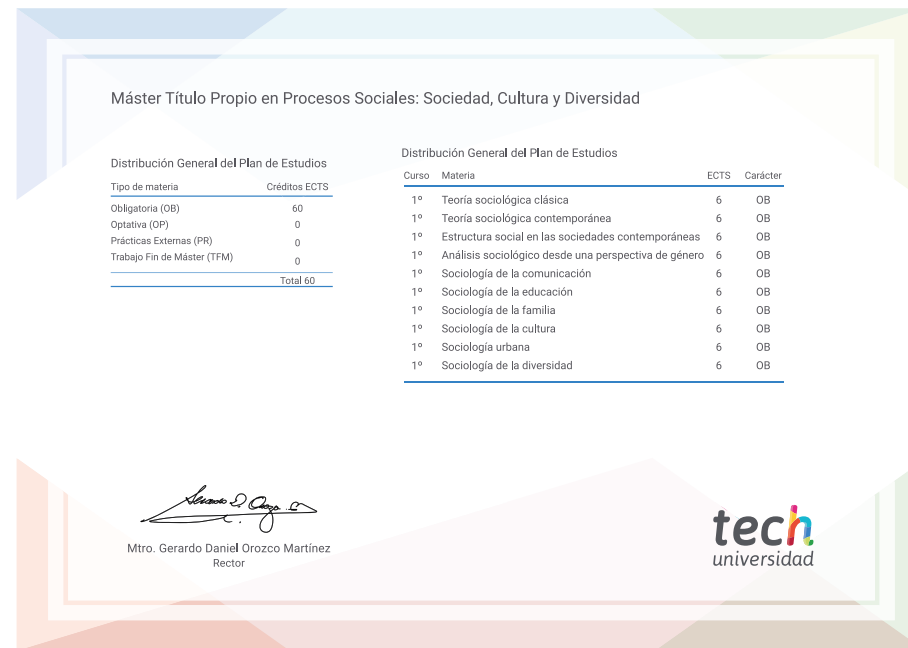 Máster Título Propio en Procesos Sociales: Sociedad, Cultura y Diversidad
Distribución General del Plan de Estudios
Tipo de materia Créditos ECTS
Obligatoria (OB) 60
Optativa (OP) 0
Prácticas Externas (PR) 0
Trabajo Fin de Máster (TFM) 0
Total 60
Distribución General del Plan de Estudios
Curso Materia ECTS Carácter
1º Teoría sociológica clásica 6 OB
1º Teoría sociológica contemporánea 6 OB
1º Estructura social en las sociedades contemporáneas 6 OB
1º Análisis sociológico desde una perspectiva de género 6 OB
1º Sociología de la comunicación 6 OB
1º Sociología de la educación 6 OB
1º Sociología de la familia 6 OB
1º Sociología de la cultura 6 OB
1º Sociología urbana 6 OB
1º Sociología de la diversidad 6 OB
Mtro. Gerardo Daniel Orozco Martínez
Rector
tech
universidad